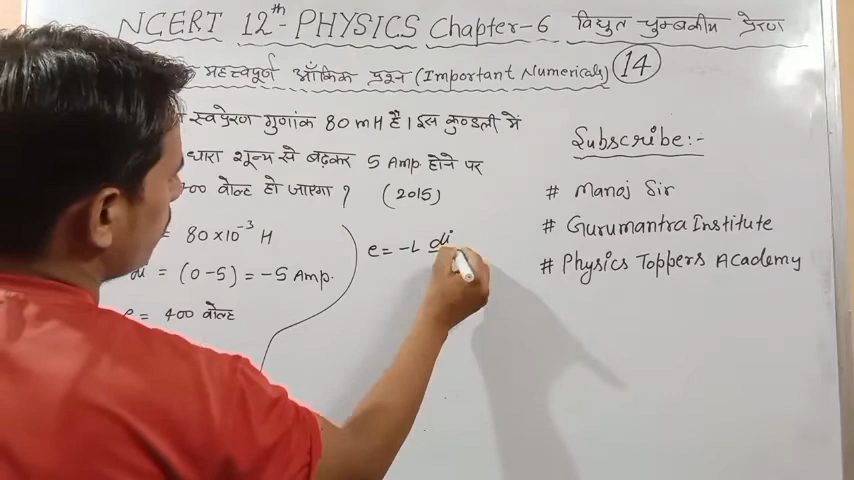 NCERT 12th - PHYSICS Chapter-6 विद्युत चुम्बकीय प्रेरण
महत्त्वपूर्ण आँकिक प्रश्न (Important Numericals) 14
स्वप्रेरण गुणांक 80 mH है। इस कुण्डली में
धारा शून्य से बढ़कर 5 Amp. होने पर
400 वोल्ट हो जाएगा ? (2015)
= 80×10⁻³ H
di = (0-5) = -5 Amp.
e = 400 वोल्ट
e = -L di
Subscribe:-
# Manoj Sir
# Gurumantra Institute
# Physics Toppers Academy